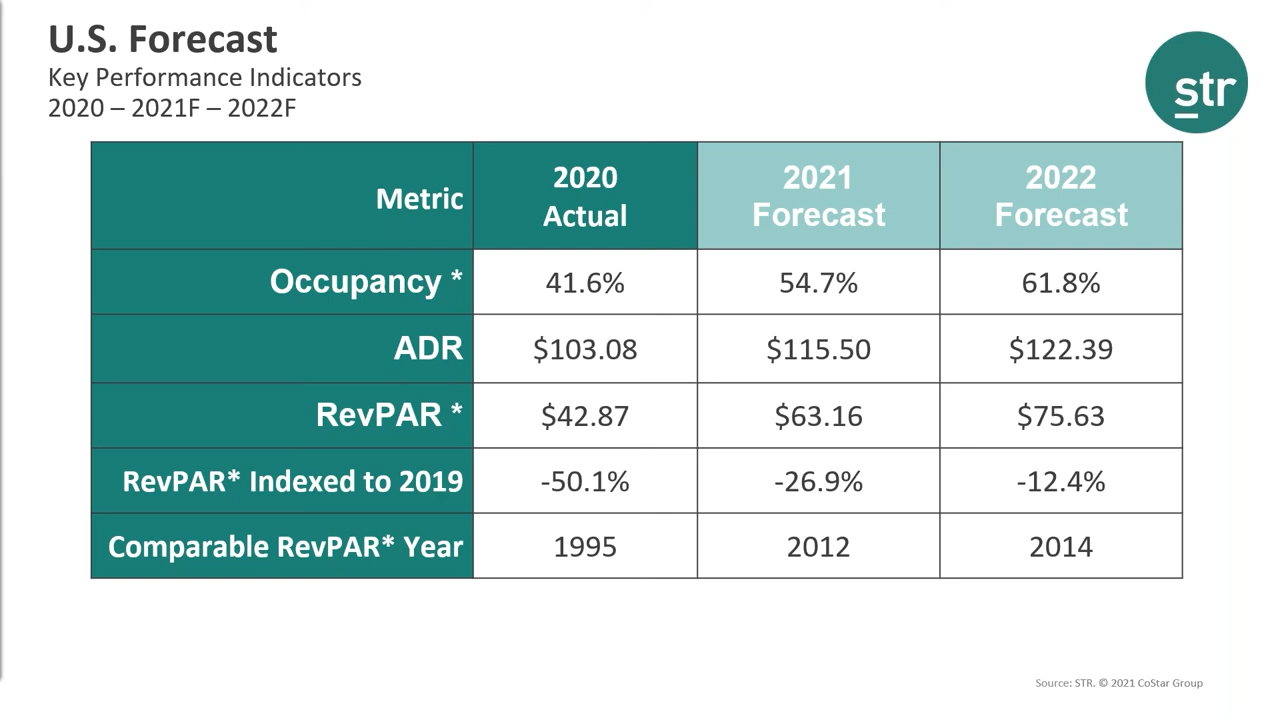 U.S. Forecast
Key Performance Indicators
2020 – 2021F – 2022F
str
Metric 2020 Actual 2021 Forecast 2022 Forecast
Occupancy * 41.6% 54.7% 61.8%
ADR $103.08 $115.50 $122.39
RevPAR * $42.87 $63.16 $75.63
RevPAR* Indexed to 2019 -50.1% -26.9% -12.4%
Comparable RevPAR* Year 1995 2012 2014
Source: STR. © 2021 CoStar Group